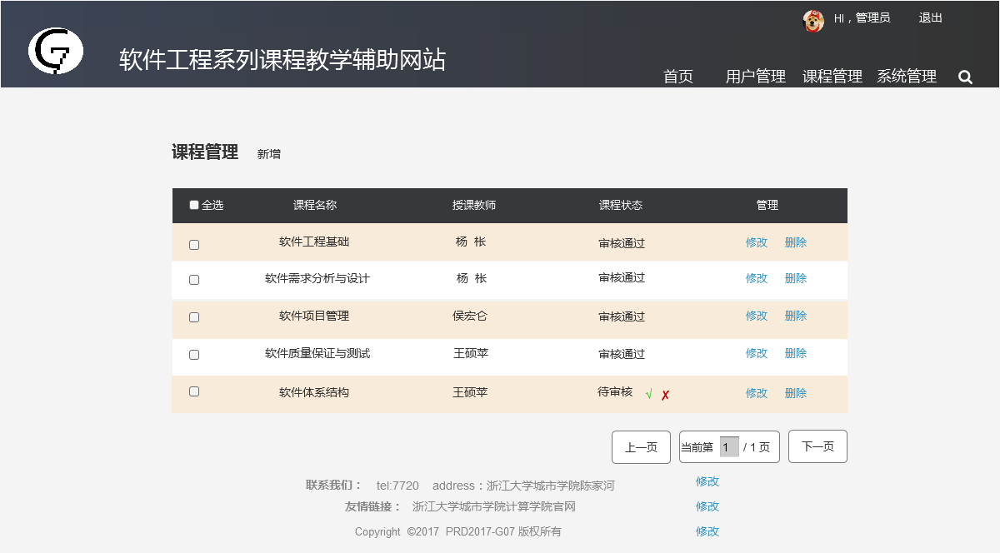 HI，管理员 退出
软件工程系列课程教学辅助网站
首页 用户管理 课程管理 系统管理
课程管理 新增
全选 课程名称 授课教师 课程状态 管理
软件工程基础 杨 枨 审核通过 修改 删除
软件需求分析与设计 杨 枨 审核通过 修改 删除
软件项目管理 侯宏仑 审核通过 修改 删除
软件质量保证与测试 王硕苹 审核通过 修改 删除
软件体系结构 王硕苹 待审核 √ ✗ 修改 删除
上一页 当前第 1 / 1 页 下一页
联系我们： tel:7720 address：浙江大学城市学院陈家河 修改
友情链接： 浙江大学城市学院计算学院官网 修改
Copyright ©2017 PRD2017-G07 版权所有 修改